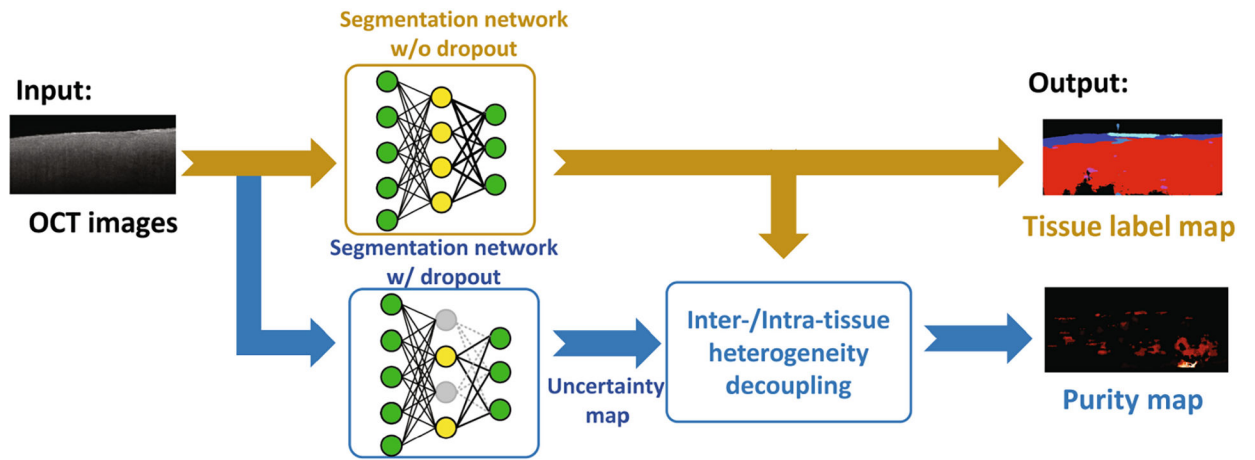 Segmentation network
w/o dropout
Input:
OCT images
Output:
Tissue label map
Segmentation network
w/ dropout
Uncertainty
map
Inter-/Intra-tissue
heterogeneity
decoupling
Purity map